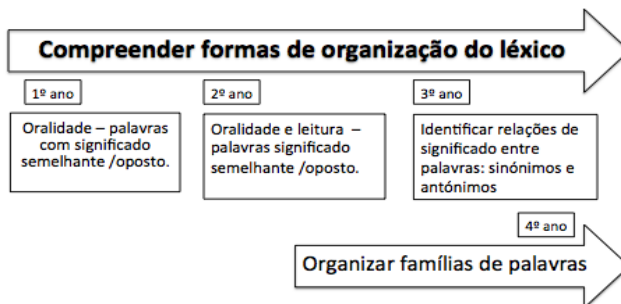 Compreender formas de organização do léxico
1º ano
Oralidade – palavras
com significado
semelhante /oposto.
2º ano
Oralidade e leitura –
palavras significado
semelhante /oposto.
3º ano
Identificar relações de
significado entre
palavras: sinónimos e
antónimos
4º ano
Organizar famílias de palavras